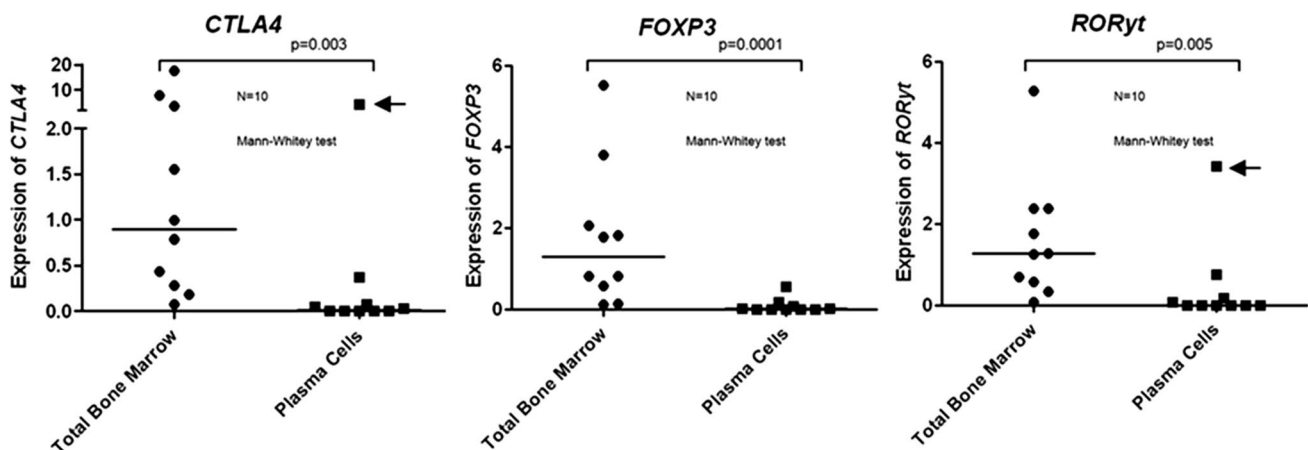 CTLA4
p=0.003
Expression of CTLA4
20
10
2.0
1.5
1.0
0.5
0.0
N=10
Mann-Whitey test
Total Bone Marrow
Plasma Cells
FOXP3
p=0.0001
Expression of FOXP3
6
4
2
0
N=10
Mann-Whitey test
Total Bone Marrow
Plasma Cells
RORyt
p=0.005
Expression of RORyt
6
4
2
0
N=10
Mann-Whitey test
Total Bone Marrow
Plasma Cells